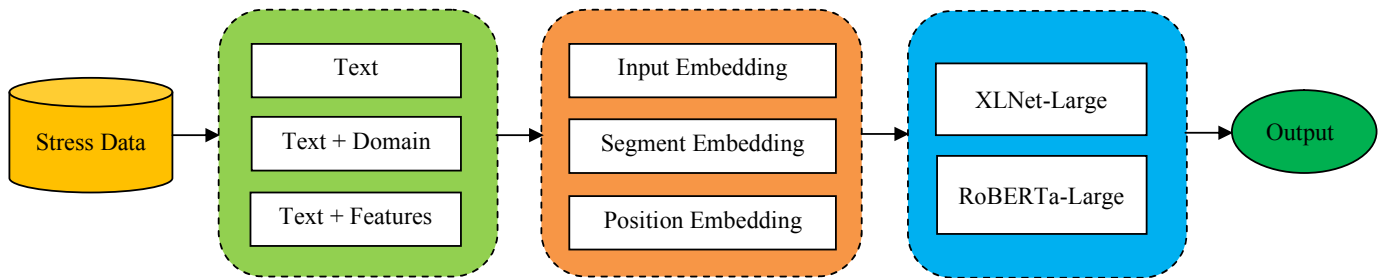 Stress Data
Text
Text + Domain
Text + Features
Input Embedding
Segment Embedding
Position Embedding
XLNet-Large
RoBERTa-Large
Output